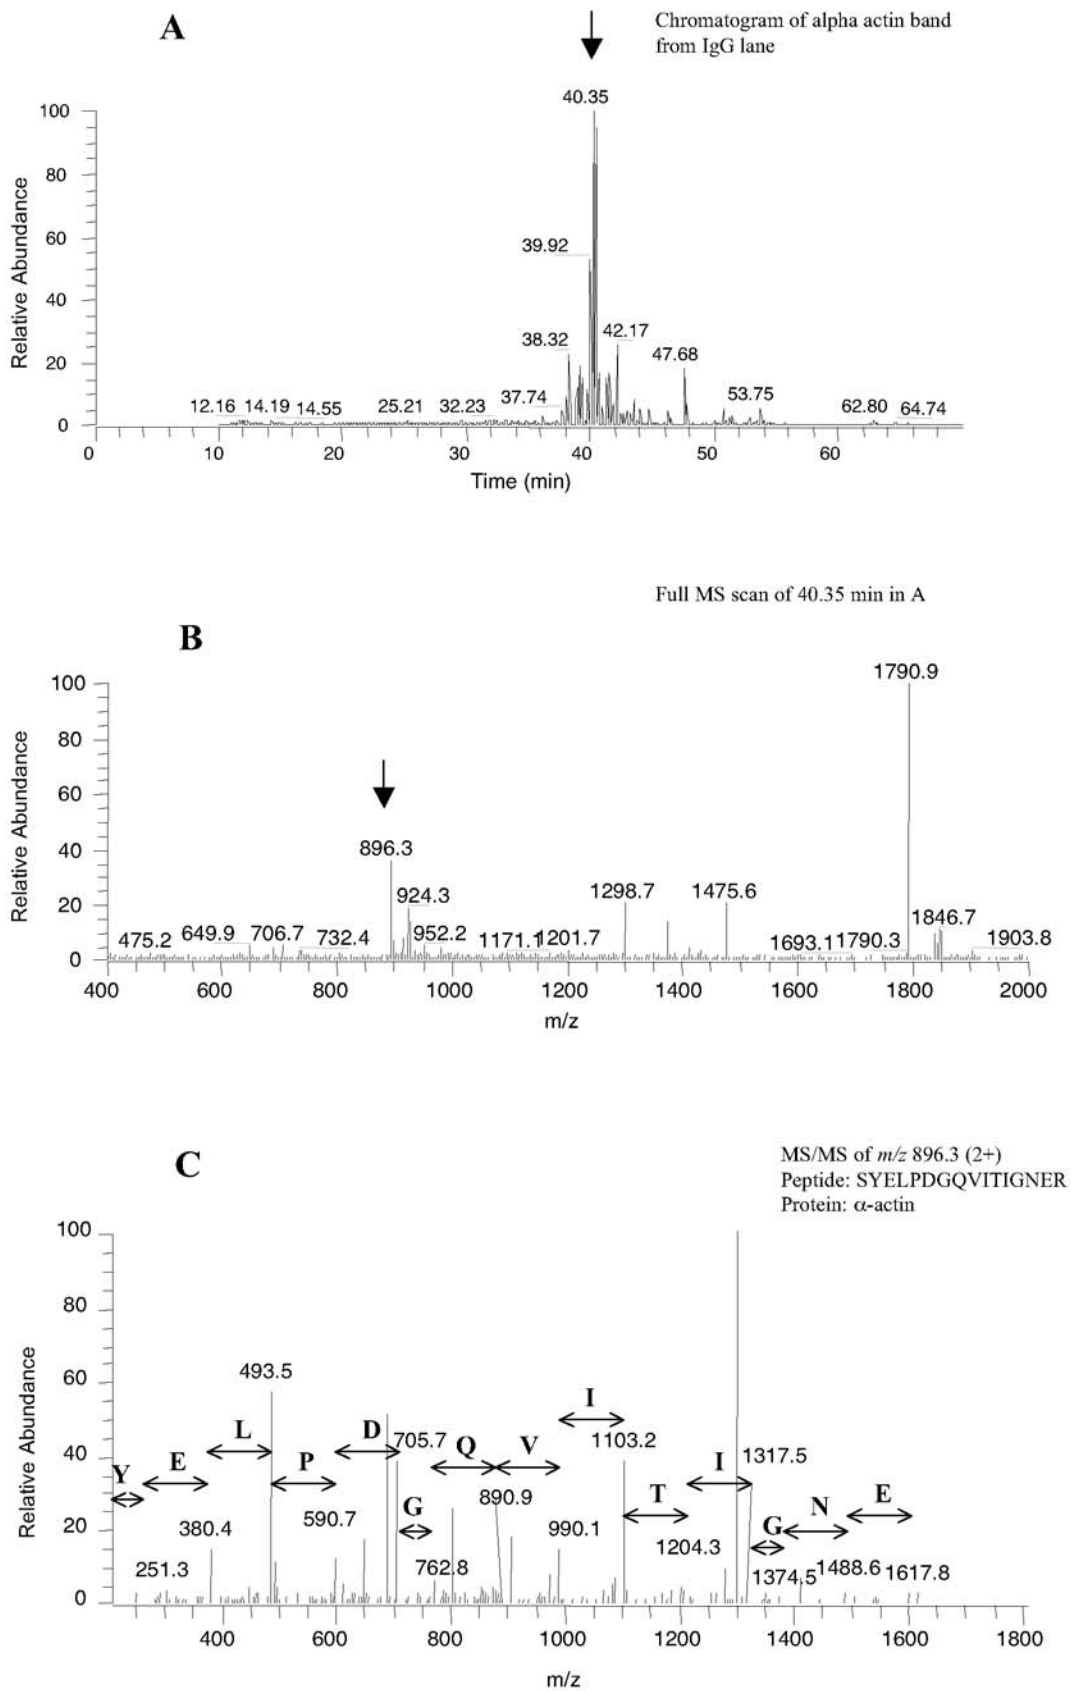 A
Chromatogram of alpha actin band
from IgG lane
40.35
100
80
60
40
20
0
Relative Abundance
39.92
38.32
42.17
47.68
37.74
53.75
12.16
14.19
14.55
25.21
32.23
62.80
64.74
0
10
20
30
40
50
60
Time (min)
Full MS scan of 40.35 min in A
B
1790.9
100
80
60
40
20
0
Relative Abundance
896.3
924.3
1298.7
1475.6
475.2
649.9
706.7
732.4
952.2
1171.1
1201.7
1693.1
1790.3
1846.7
1903.8
400
600
800
1000
1200
1400
1600
1800
2000
m/z
C
MS/MS of m/z 896.3 (2+)
Peptide: SYELPDGQVITIGNER
Protein: α-actin
100
80
60
40
20
0
Relative Abundance
493.5
I
L
D
705.7
Q
V
1103.2
1317.5
Y
E
P
G
T
I
G
N
E
380.4
590.7
890.9
990.1
1204.3
251.3
762.8
1374.5
1488.6
1617.8
400
600
800
1000
1200
1400
1600
1800
m/z